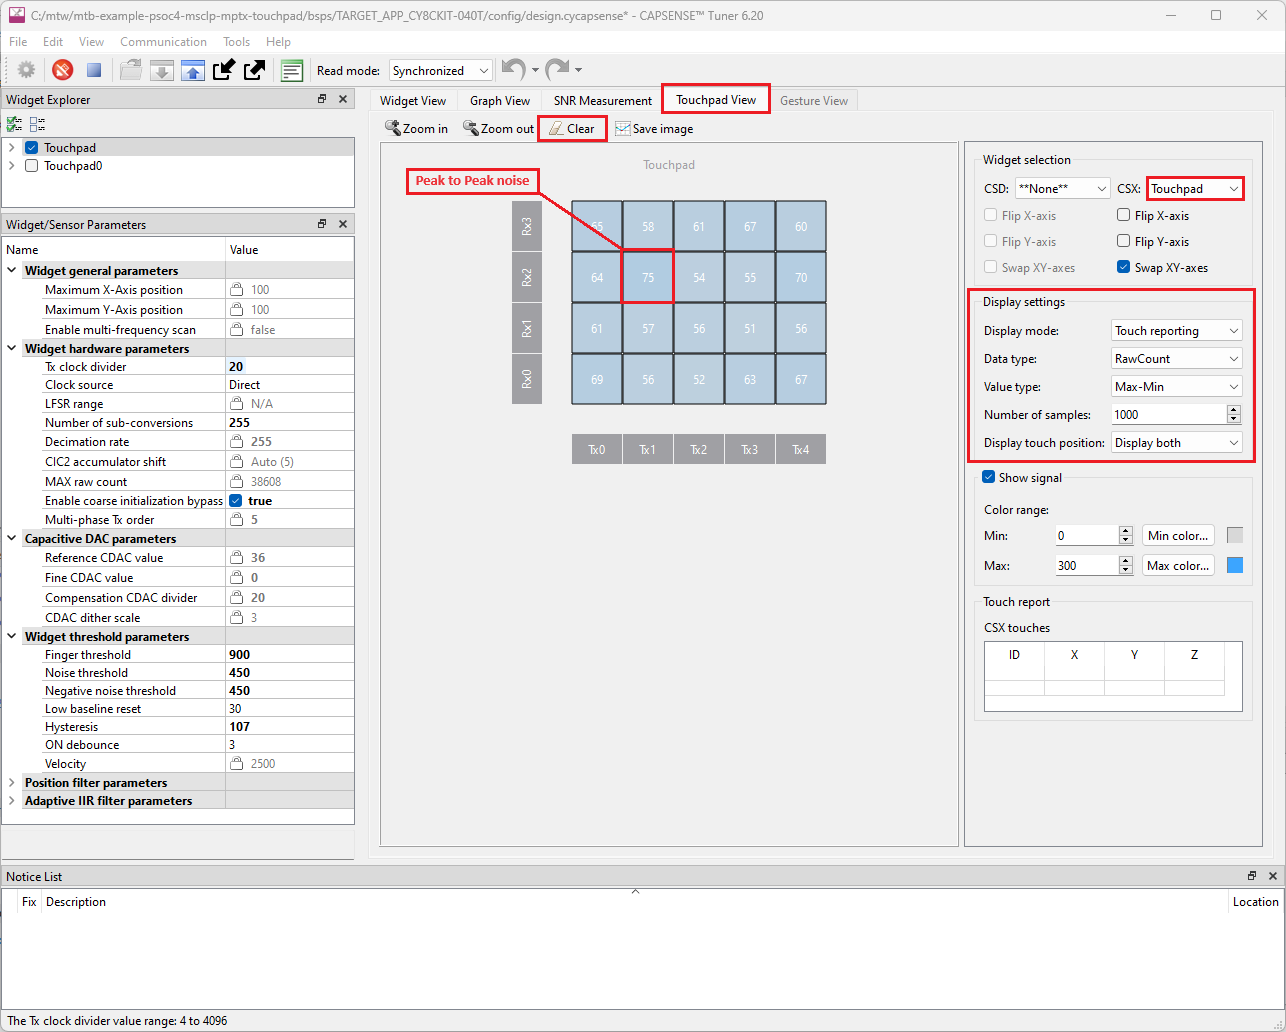 C:/mtw/mtb-example-psoc4-msclp-mptx-touchpad/bsps/TARGET_APP_CY8CKIT-040T/config/design.cycapsense* - CAPSENSE™ Tuner 6.20
File Edit View Communication Tools Help
Read mode: Synchronized
Widget Explorer
Touchpad
Touchpad0
Widget/Sensor Parameters
Name Value
Widget general parameters
Maximum X-Axis position 100
Maximum Y-Axis position 100
Enable multi-frequency scan false
Widget hardware parameters
Tx clock divider 20
Clock source Direct
LFSR range N/A
Number of sub-conversions 255
Decimation rate 255
CIC2 accumulator shift Auto (5)
MAX raw count 38608
Enable coarse initialization bypass true
Multi-phase Tx order 5
Capacitive DAC parameters
Reference CDAC value 36
Fine CDAC value 0
Compensation CDAC divider 20
CDAC dither scale 3
Widget threshold parameters
Finger threshold 900
Noise threshold 450
Negative noise threshold 450
Low baseline reset 30
Hysteresis 107
ON debounce 3
Velocity 2500
Position filter parameters
Adaptive IIR filter parameters
Widget View Graph View SNR Measurement Touchpad View Gesture View
Zoom in Zoom out Clear Save image
Touchpad
Peak to Peak noise
Rx3 65 58 61 67 60
Rx2 64 75 54 55 70
Rx1 61 57 56 51 56
Rx0 69 56 52 63 67
Tx0 Tx1 Tx2 Tx3 Tx4
Widget selection
CSD: **None** CSX: Touchpad
Flip X-axis Flip X-axis
Flip Y-axis Flip Y-axis
Swap XY-axes Swap XY-axes
Display settings
Display mode: Touch reporting
Data type: RawCount
Value type: Max-Min
Number of samples: 1000
Display touch position: Display both
Show signal
Color range:
Min: 0 Min color...
Max: 300 Max color...
Touch report
CSX touches
ID X Y Z
Notice List
Fix Description Location
The Tx clock divider value range: 4 to 4096